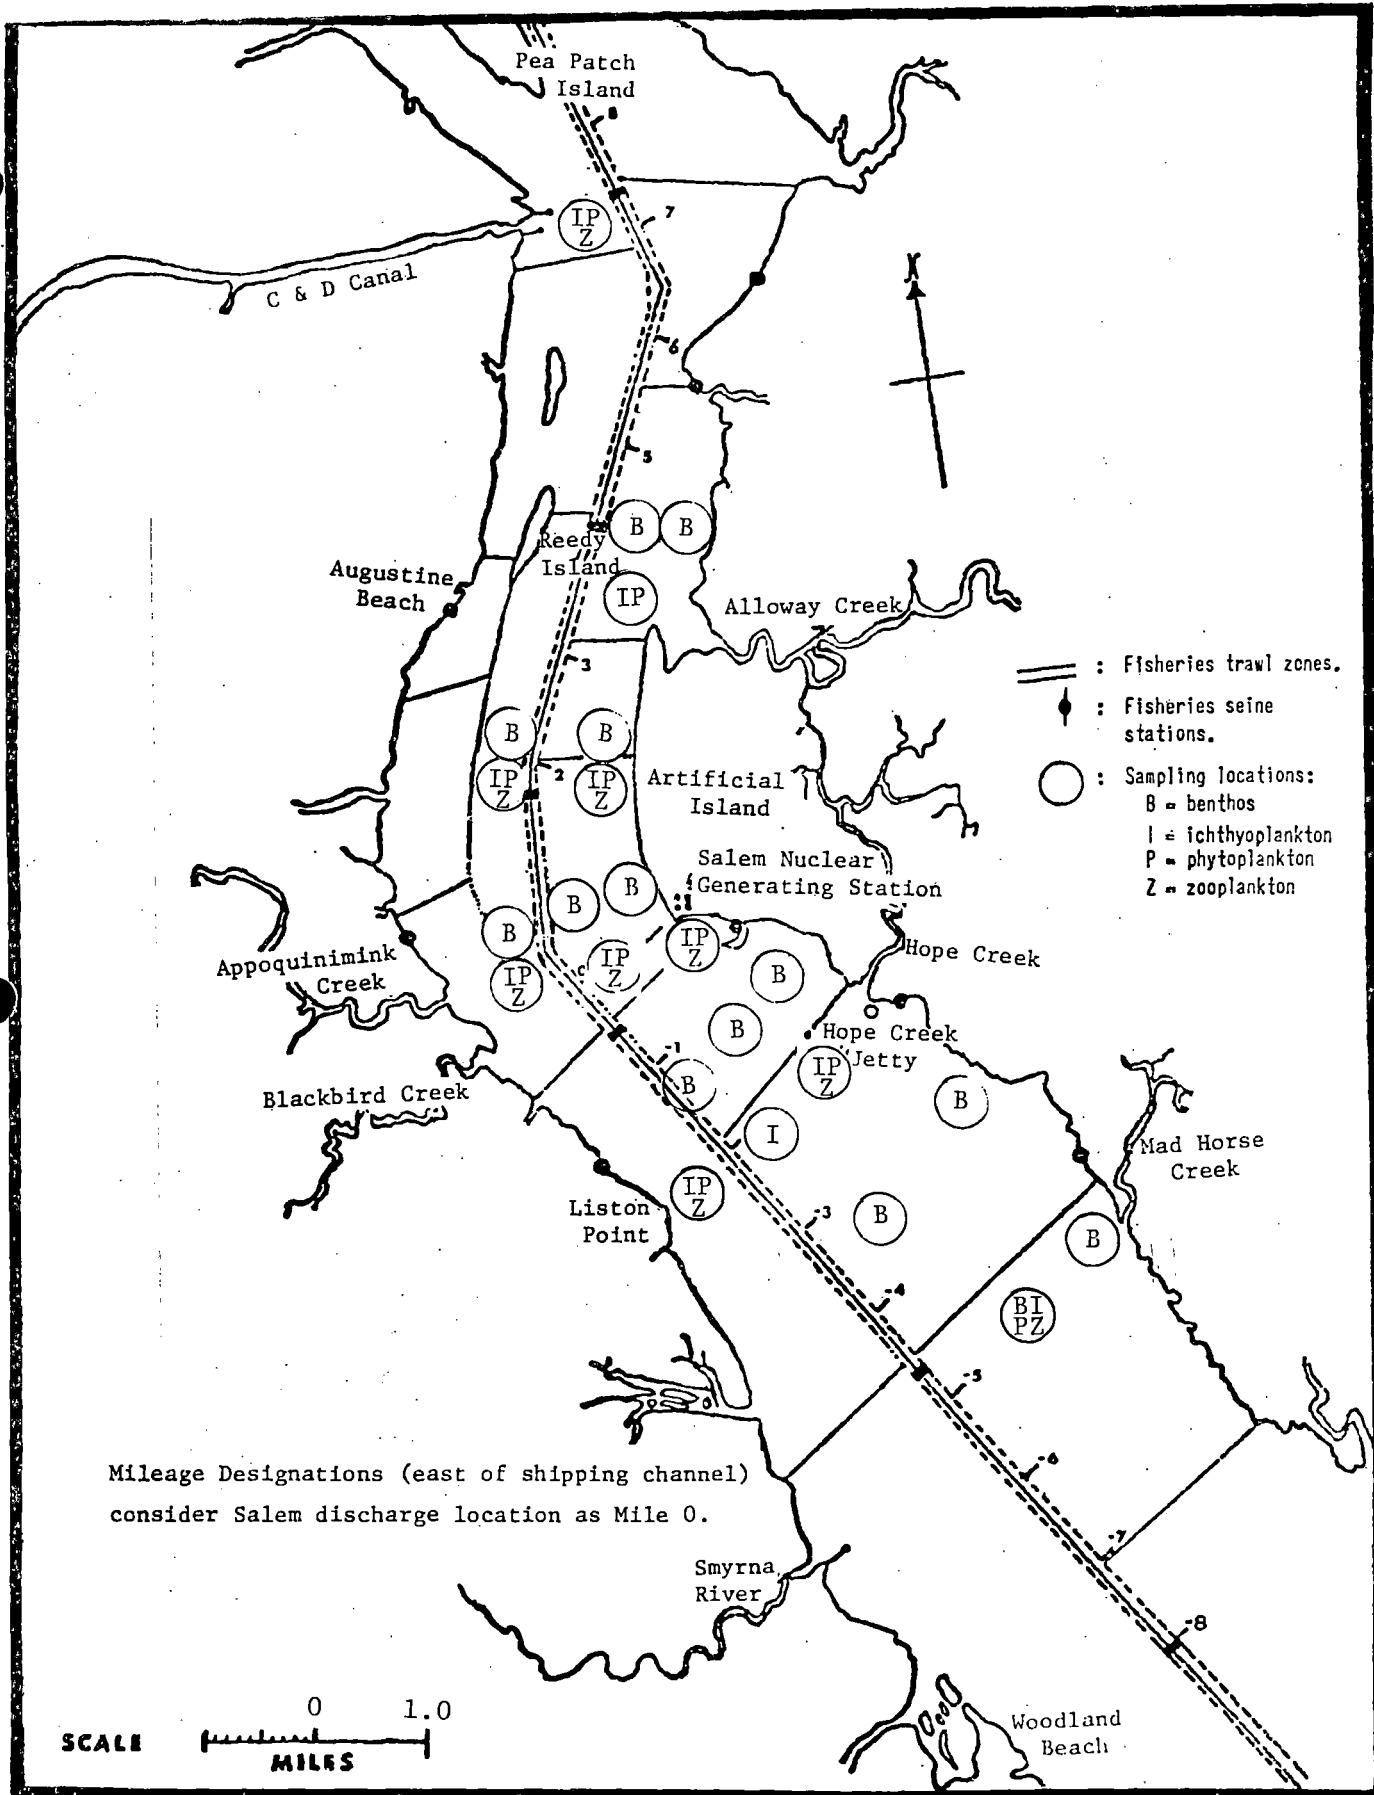 Pea Patch
Island
8
7
IP
Z
C & D Canal
N
6
5
B
B
Reedy
Island
IP
Augustine
Beach
Alloway Creek
3
: Fisheries trawl zones.
: Fisheries seine
stations.
: Sampling locations:
B = benthos
I = ichthyoplankton
P = phytoplankton
Z = zooplankton
B
B
2
IP
Z
IP
Z
Artificial
Island
Salem Nuclear
Generating Station
B
B
B
IP
Z
IP
Z
IP
Z
B
Appoquinimink
Creek
Hope Creek
B
Hope Creek
Jetty
-1
B
IP
Z
B
Blackbird Creek
I
Mad Horse
Creek
IP
Z
Liston
Point
-3
B
B
-4
BI
PZ
-5
-6
Mileage Designations (east of shipping channel)
consider Salem discharge location as Mile 0.
-7
Smyrna
River
-8
0 1.0
SCALE
MILES
Woodland
Beach